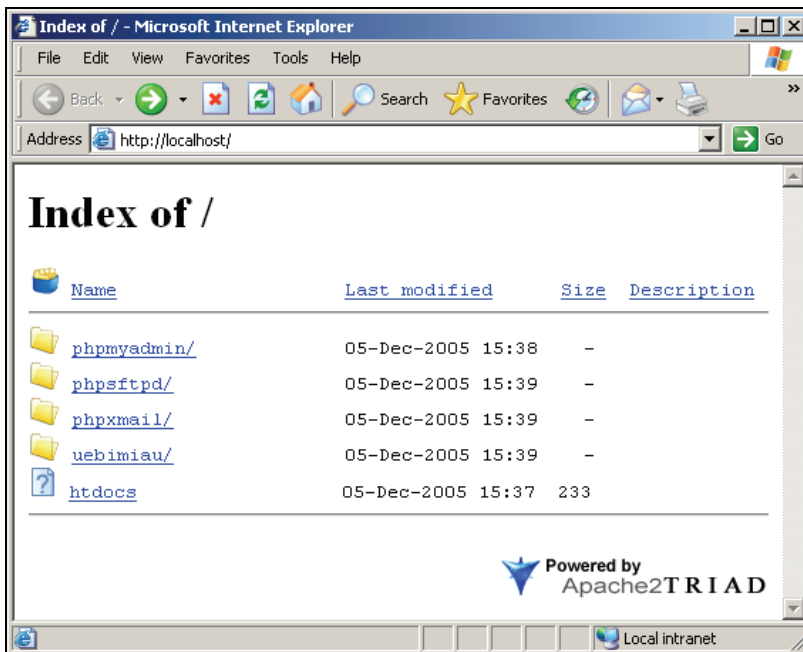 Index of / - Microsoft Internet Explorer
File Edit View Favorites Tools Help
Back Search Favorites »
Address http://localhost/ Go
Index of /
Name Last modified Size Description
phpmyadmin/ 05-Dec-2005 15:38 -
phpsftpd/ 05-Dec-2005 15:39 -
phpxmail/ 05-Dec-2005 15:39 -
uebimiau/ 05-Dec-2005 15:39 -
htdocs 05-Dec-2005 15:37 233
Powered by
Apache2TRIAD
Local intranet